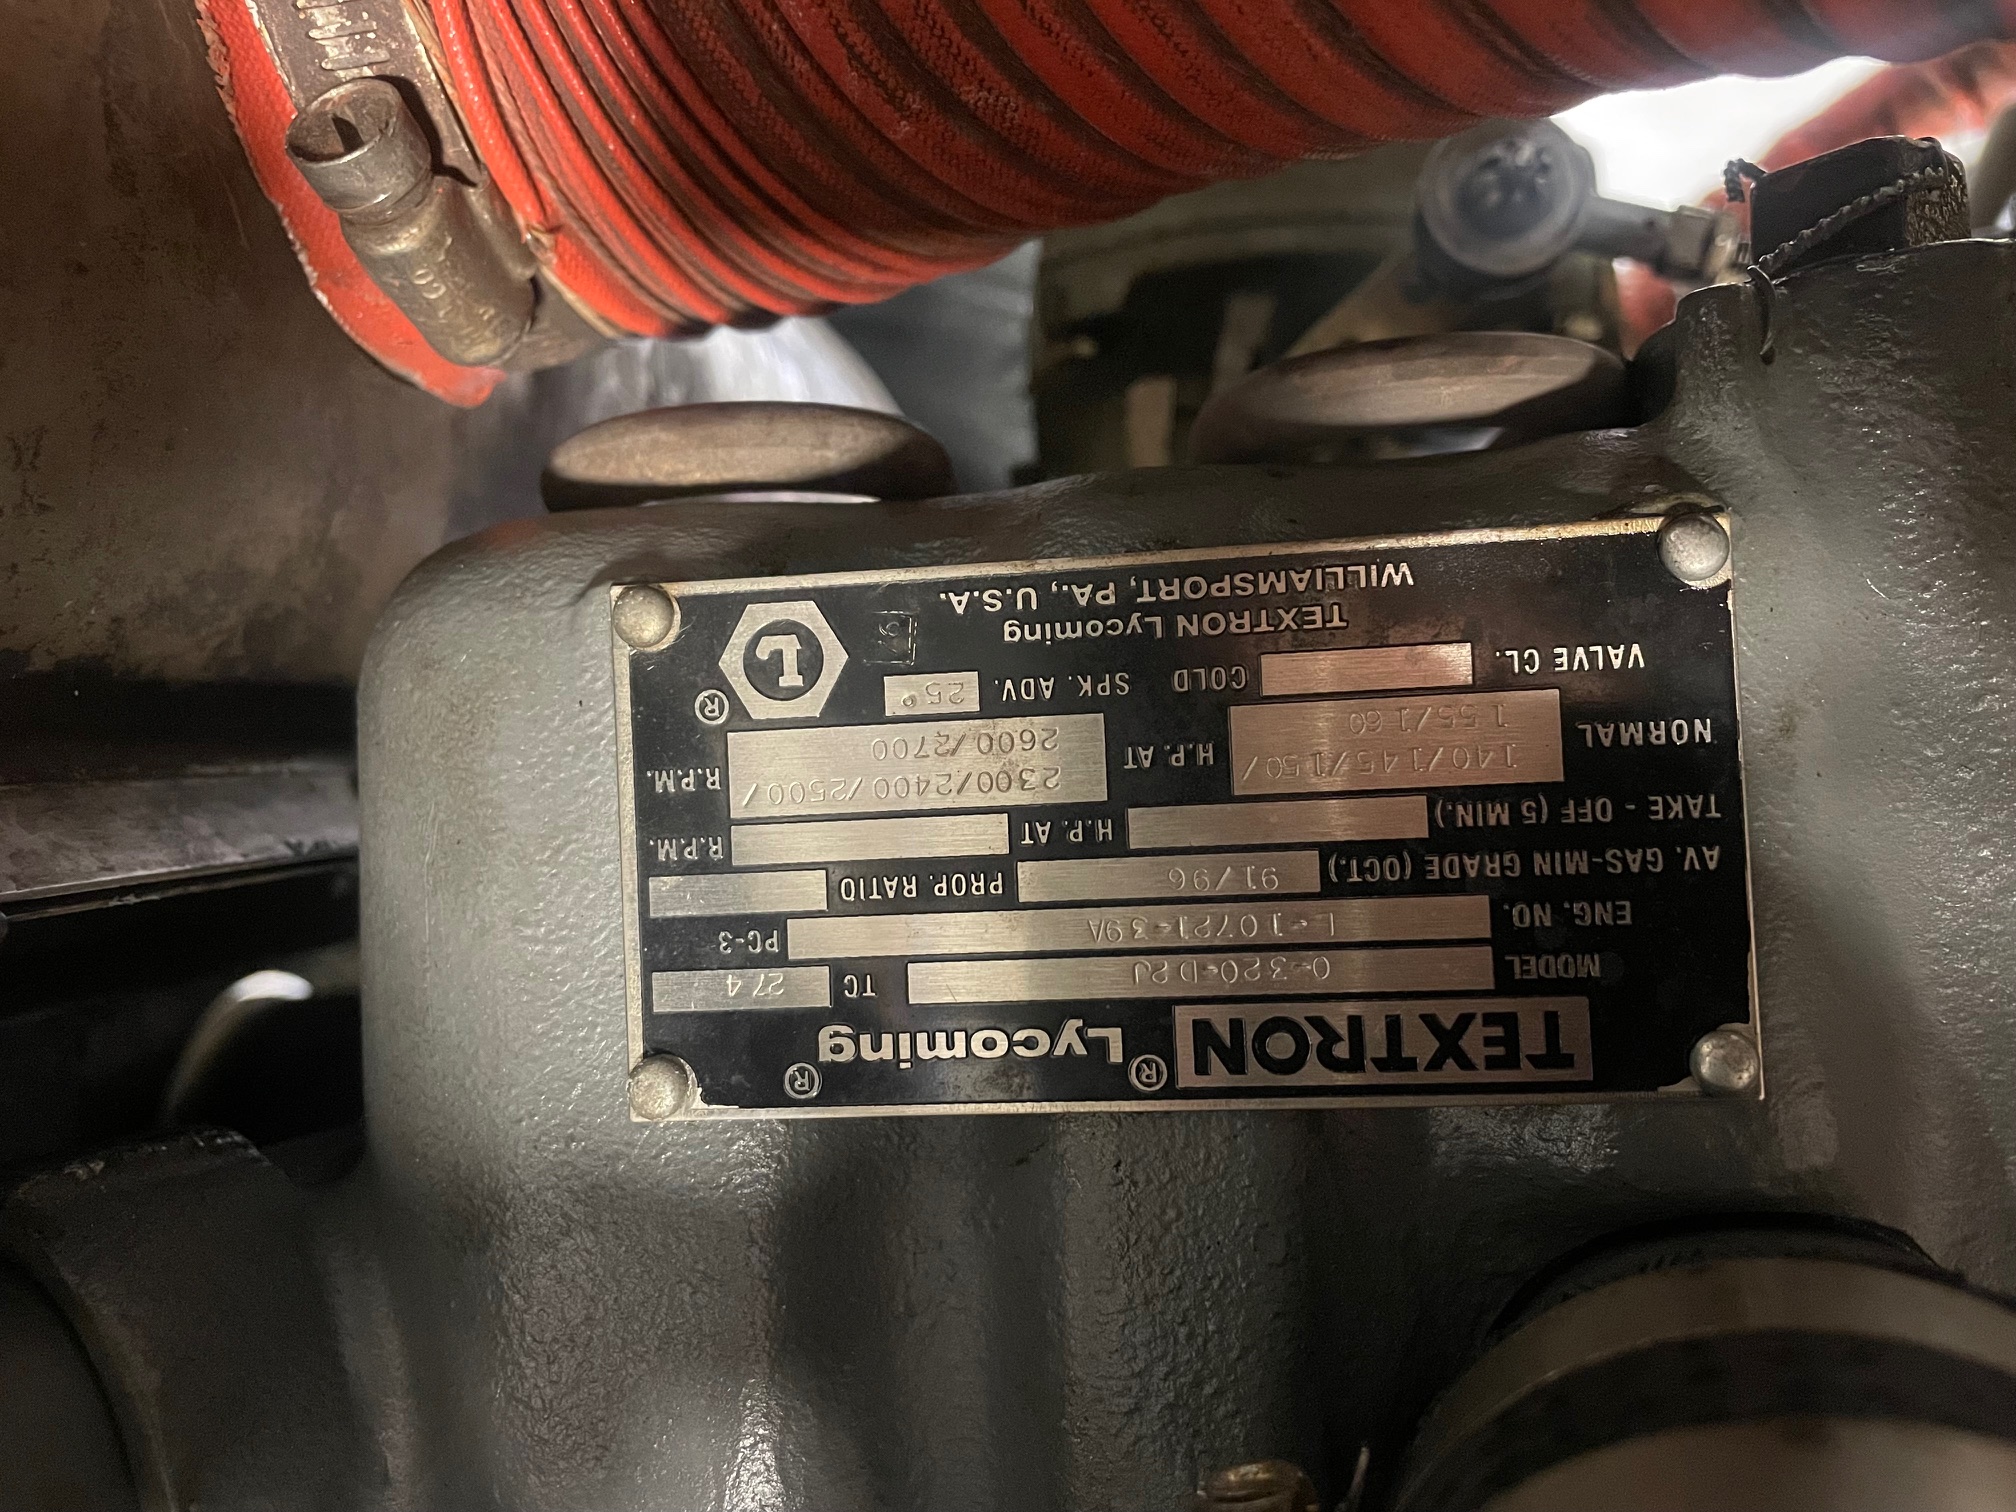 TEXTRON® Lycoming®
MODEL O-320-D2J TC 274
ENG. NO. L-10721-39A PC-3
AV. GAS-MIN GRADE (OCT.) 91/96 PROP. RATIO
TAKE - OFF (5 MIN.) H.P. AT R.P.M.
NORMAL 140/145/150/ H.P. AT 2300/2400/2500/ R.P.M.
155/160 2600/2700
VALVE CL. COLD SPK. ADV. 25° ®
TEXTRON Lycoming L
WILLIAMSPORT, PA., U.S.A.